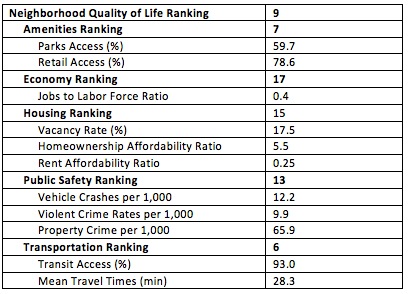 Neighborhood Quality of Life Ranking 9
Amenities Ranking 7
Parks Access (%) 59.7
Retail Access (%) 78.6
Economy Ranking 17
Jobs to Labor Force Ratio 0.4
Housing Ranking 15
Vacancy Rate (%) 17.5
Homeownership Affordability Ratio 5.5
Rent Affordability Ratio 0.25
Public Safety Ranking 13
Vehicle Crashes per 1,000 12.2
Violent Crime Rates per 1,000 9.9
Property Crime per 1,000 65.9
Transportation Ranking 6
Transit Access (%) 93.0
Mean Travel Times (min) 28.3